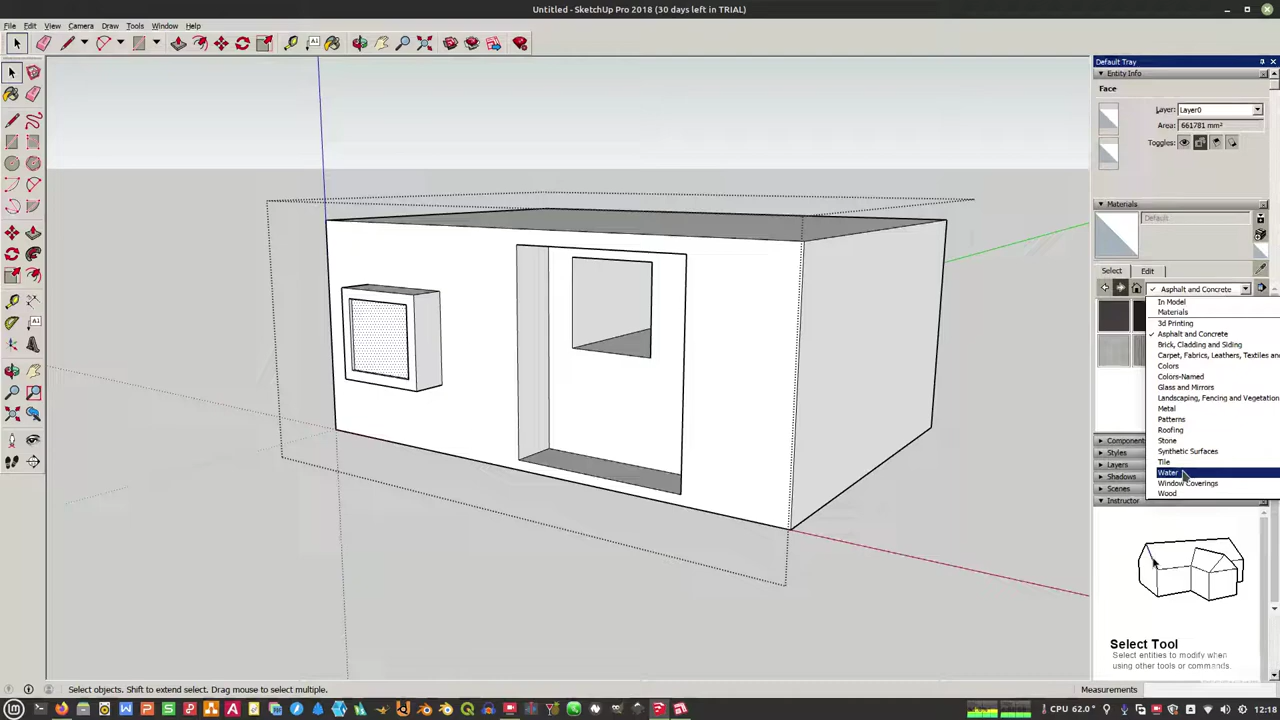 Untitled - SketchUp Pro 2018 (30 days left in TRIAL)
File Edit View Camera Draw Tools Window Help
Default Tray
Entity Info
Face
Layer: Layer0
Area: 661781 mm²
Toggles:
Materials
Default
Select Edit
Asphalt and Concrete
In Model
Materials
3d Printing
Asphalt and Concrete
Brick, Cladding and Siding
Carpet, Fabrics, Leathers, Textiles and
Colors
Colors-Named
Glass and Mirrors
Landscaping, Fencing and Vegetation
Metal
Patterns
Roofing
Stone
Synthetic Surfaces
Tile
Water
Window Coverings
Wood
Styles
Layers
Shadows
Scenes
Instructor
Select Tool
Select entities to modify when
using other tools or commands.
Select objects. Shift to extend select. Drag mouse to select multiple.
Measurements
CPU 62.0°
12:18